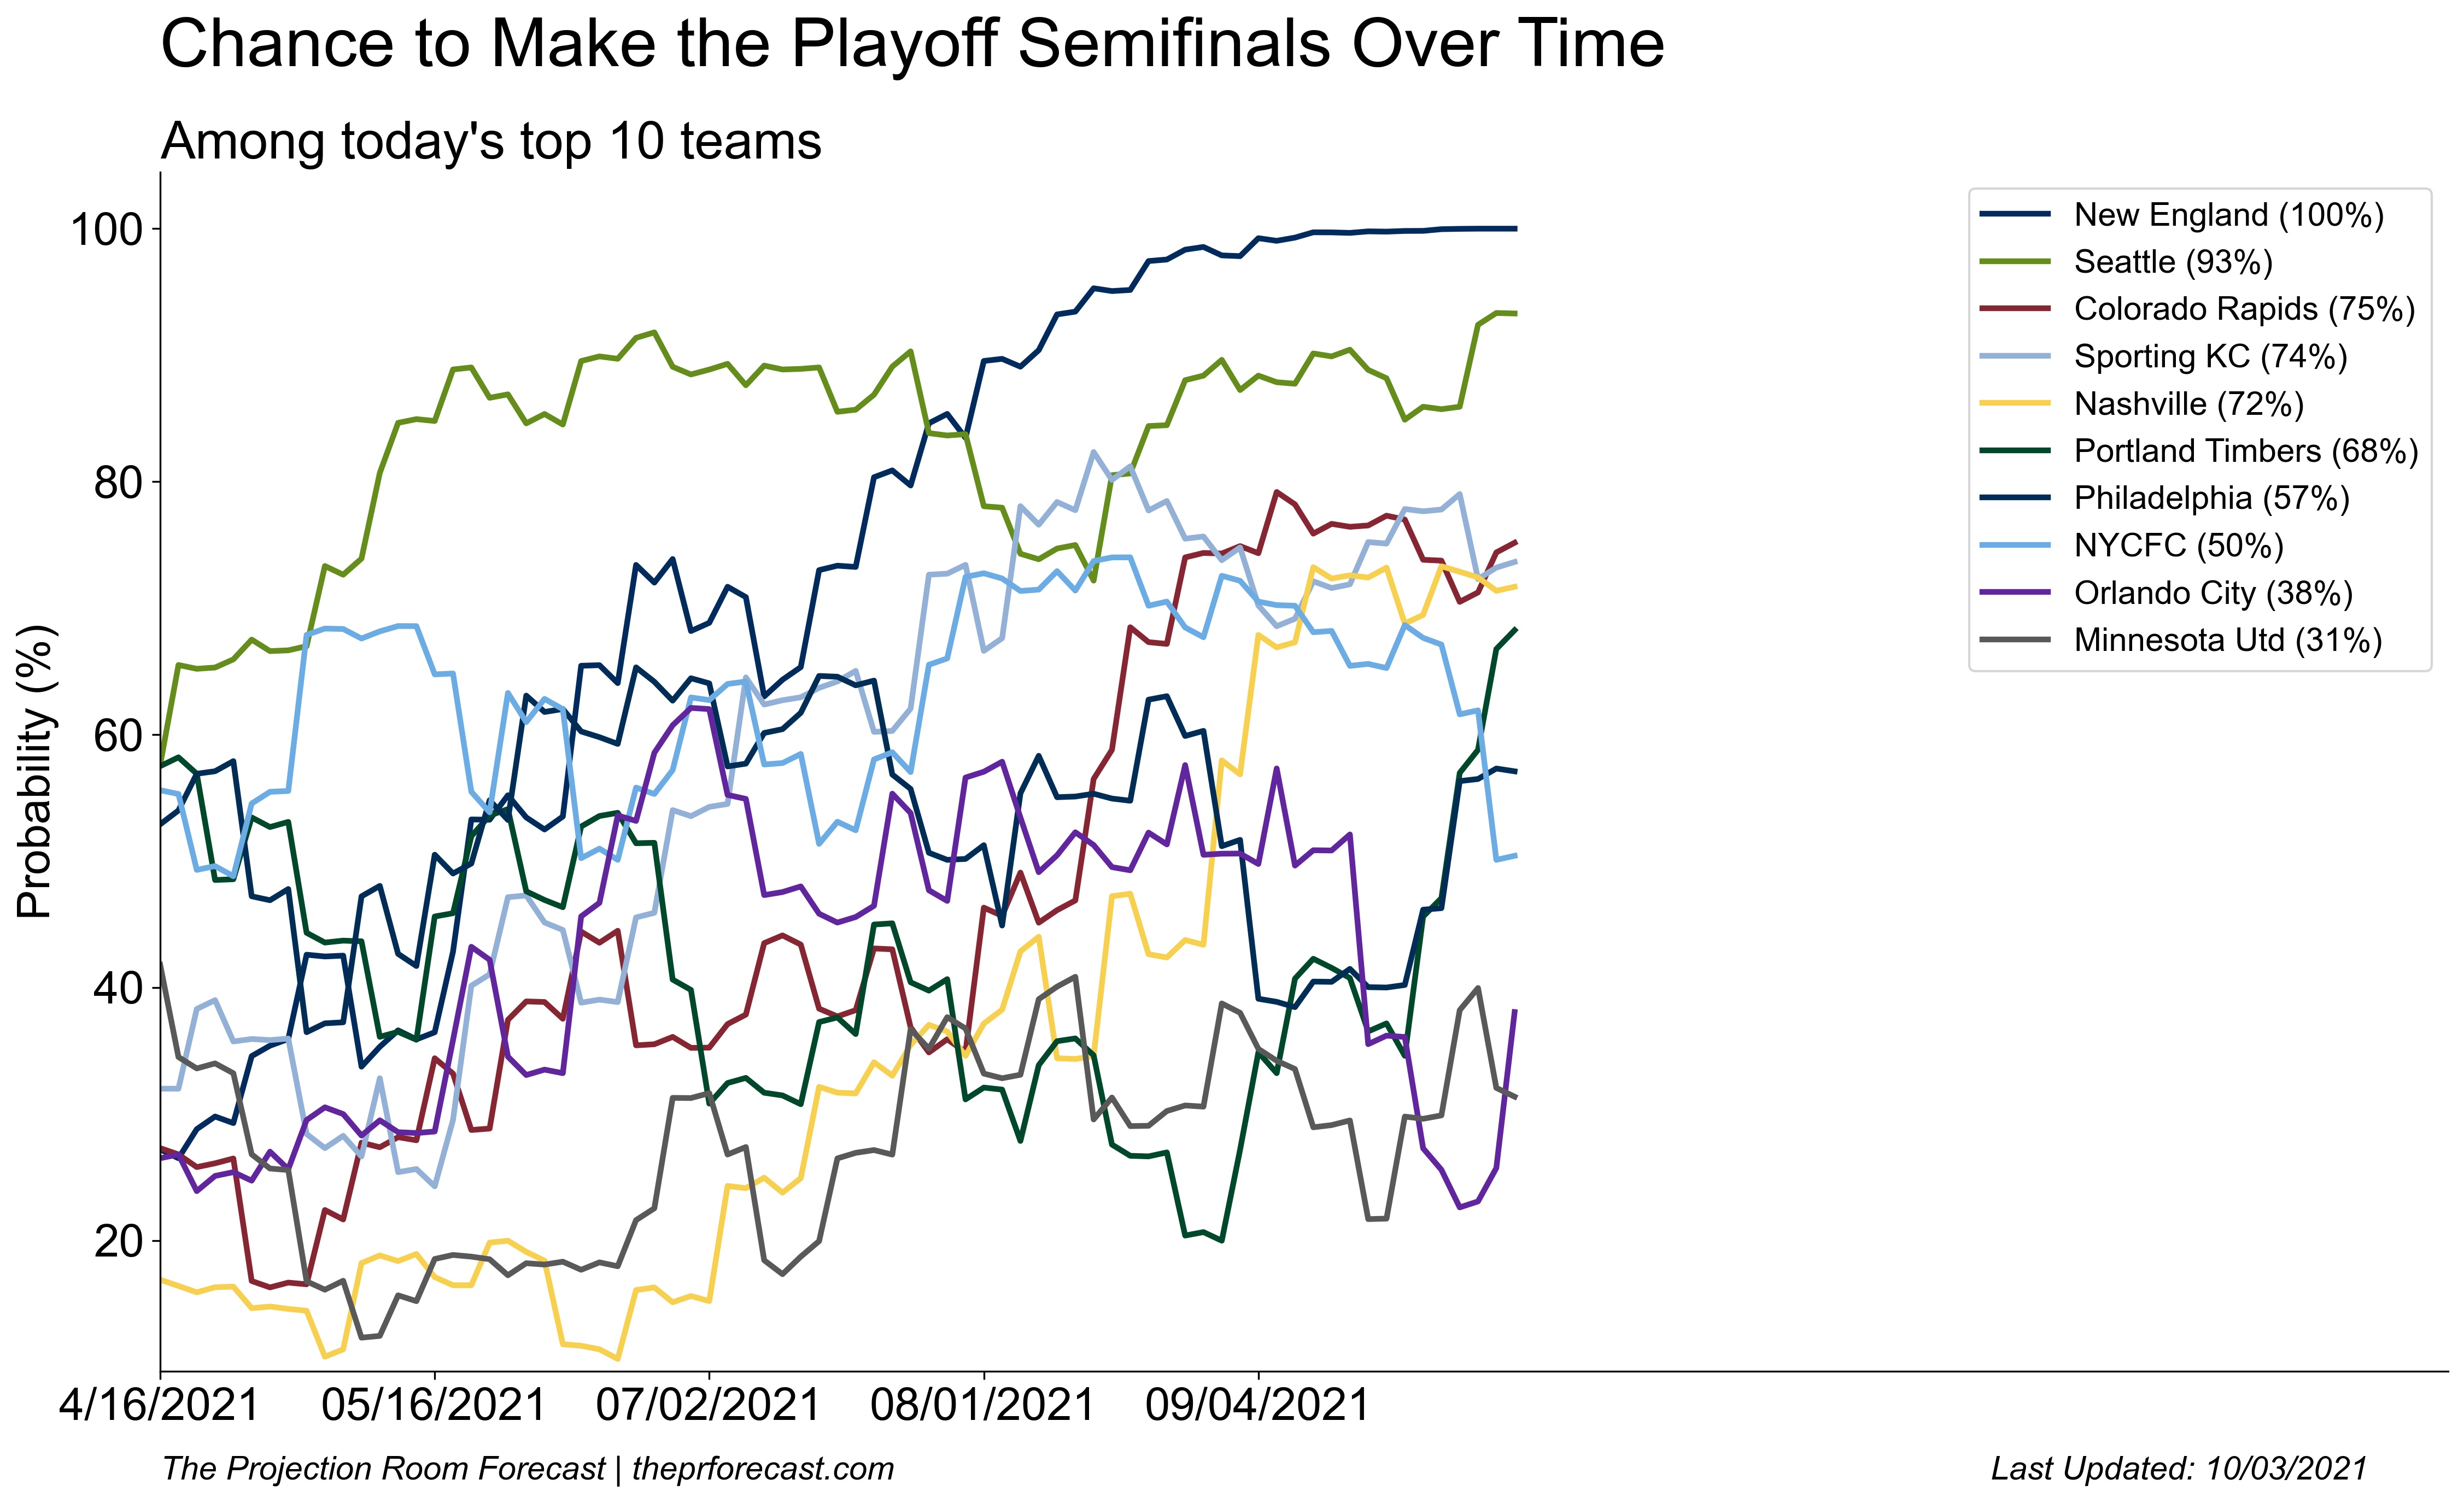 Chance to Make the Playoff Semifinals Over Time
Among today's top 10 teams
100
80
60
40
20
Probability (%)
New England (100%)
Seattle (93%)
Colorado Rapids (75%)
Sporting KC (74%)
Nashville (72%)
Portland Timbers (68%)
Philadelphia (57%)
NYCFC (50%)
Orlando City (38%)
Minnesota Utd (31%)
4/16/2021 05/16/2021 07/02/2021 08/01/2021 09/04/2021
The Projection Room Forecast | theprforecast.com
Last Updated: 10/03/2021